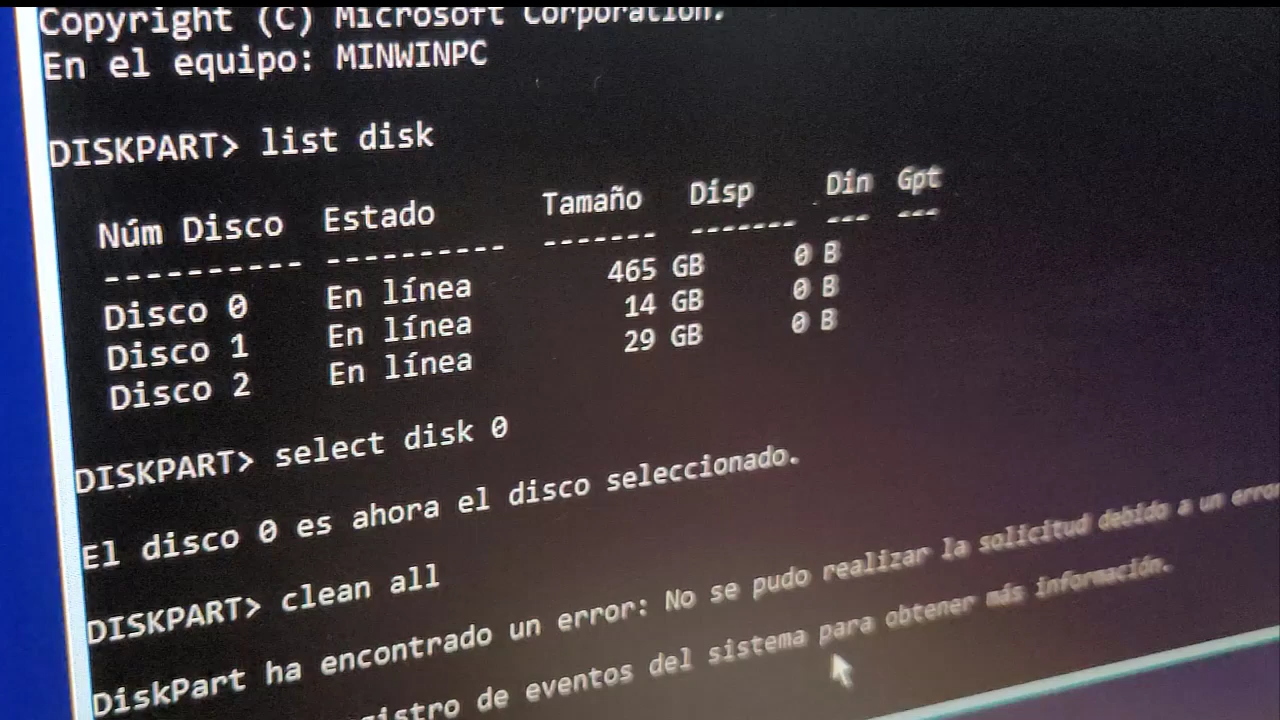 Copyright (C) Microsoft Corporation.
En el equipo: MINWINPC
DISKPART> list disk
Núm Disco Estado Tamaño Disp Din Gpt
---------- ---------- ------- ------- --- ---
Disco 0 En línea 465 GB 0 B
Disco 1 En línea 14 GB 0 B
Disco 2 En línea 29 GB 0 B
DISKPART> select disk 0
El disco 0 es ahora el disco seleccionado.
DISKPART> clean all
DiskPart ha encontrado un error: No se pudo realizar la solicitud debido a un error
de eventos del sistema para obtener más información.